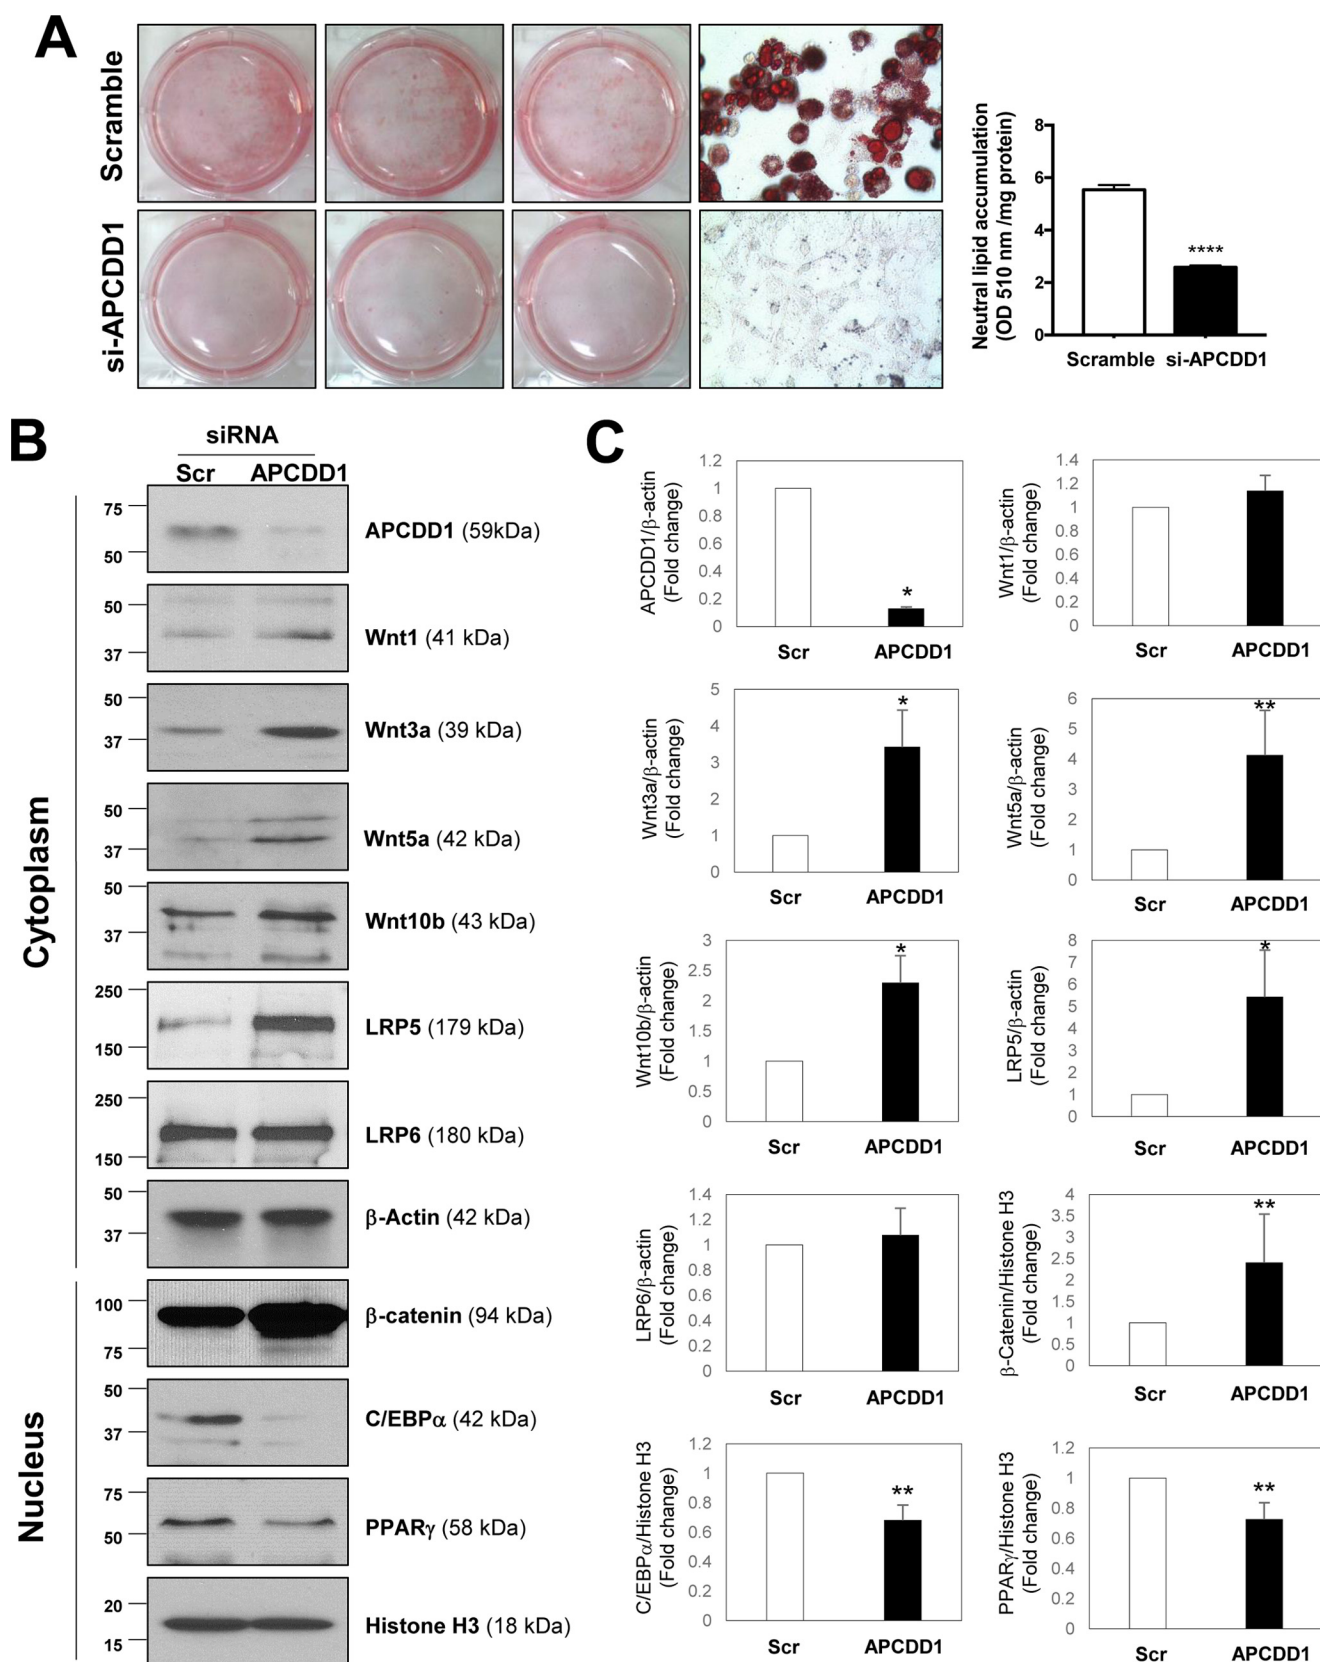 A
Scramble
si-APCDD1
Neutral lipid accumulation
(OD 510 nm /mg protein)
8
6
4
2
0
****
Scramble si-APCDD1
B
siRNA
Scr APCDD1
Cytoplasm
75
50
APCDD1 (59kDa)
50
37
Wnt1 (41 kDa)
50
37
Wnt3a (39 kDa)
50
37
Wnt5a (42 kDa)
50
37
Wnt10b (43 kDa)
250
150
LRP5 (179 kDa)
250
150
LRP6 (180 kDa)
50
37
β-Actin (42 kDa)
Nucleus
100
75
β-catenin (94 kDa)
50
37
C/EBPα (42 kDa)
75
50
PPARγ (58 kDa)
20
15
Histone H3 (18 kDa)
C
APCDD1/β-actin
(Fold change)
1.2
1
0.8
0.6
0.4
0.2
0
*
Scr APCDD1
Wnt1/β-actin
(Fold change)
1.4
1.2
1
0.8
0.6
0.4
0.2
0
Scr APCDD1
Wnt3a/β-actin
(Fold change)
5
4
3
2
1
0
*
Scr APCDD1
Wnt5a/β-actin
(Fold change)
6
5
4
3
2
1
0
**
Scr APCDD1
Wnt10b/β-actin
(Fold change)
3
2.5
2
1.5
1
0.5
0
*
Scr APCDD1
LRP5/β-actin
(Fold change)
8
7
6
5
4
3
2
1
0
*
Scr APCDD1
LRP6/β-actin
(Fold change)
1.4
1.2
1
0.8
0.6
0.4
0.2
0
Scr APCDD1
β-Catenin/Histone H3
(Fold change)
4
3.5
3
2.5
2
1.5
1
0.5
0
**
Scr APCDD1
C/EBPα/Histone H3
(Fold change)
1.2
1
0.8
0.6
0.4
0.2
0
**
Scr APCDD1
PPARγ/Histone H3
(Fold change)
1.2
1
0.8
0.6
0.4
0.2
0
**
Scr APCDD1